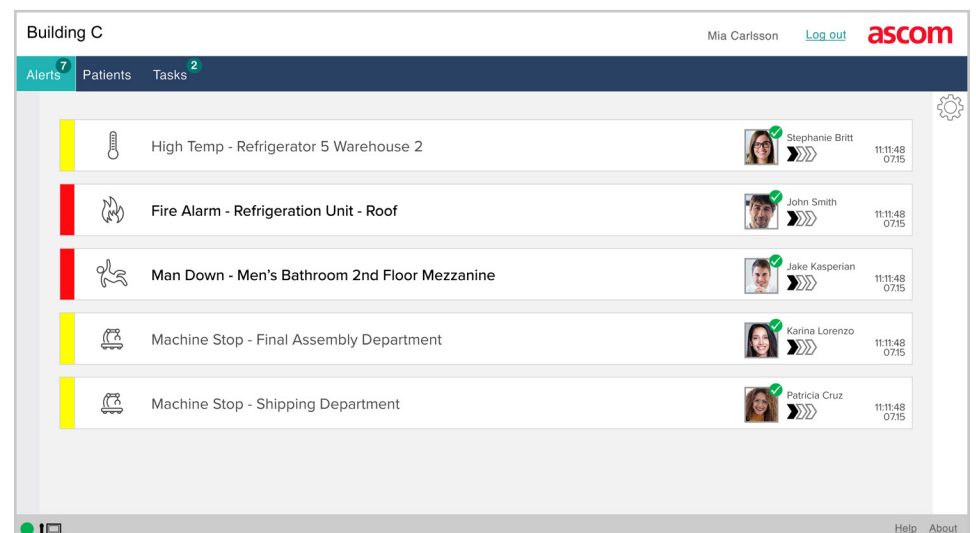 Building C
Mia Carlsson Log out ascom
Alerts 7 Patients Tasks 2
High Temp - Refrigerator 5 Warehouse 2
Stephanie Britt
11:11:48
07.15
Fire Alarm - Refrigeration Unit - Roof
John Smith
11:11:48
07.15
Man Down - Men's Bathroom 2nd Floor Mezzanine
Jake Kasperian
11:11:48
07.15
Machine Stop - Final Assembly Department
Karina Lorenzo
11:11:48
07.15
Machine Stop - Shipping Department
Patricia Cruz
11:11:48
07.15
Help About